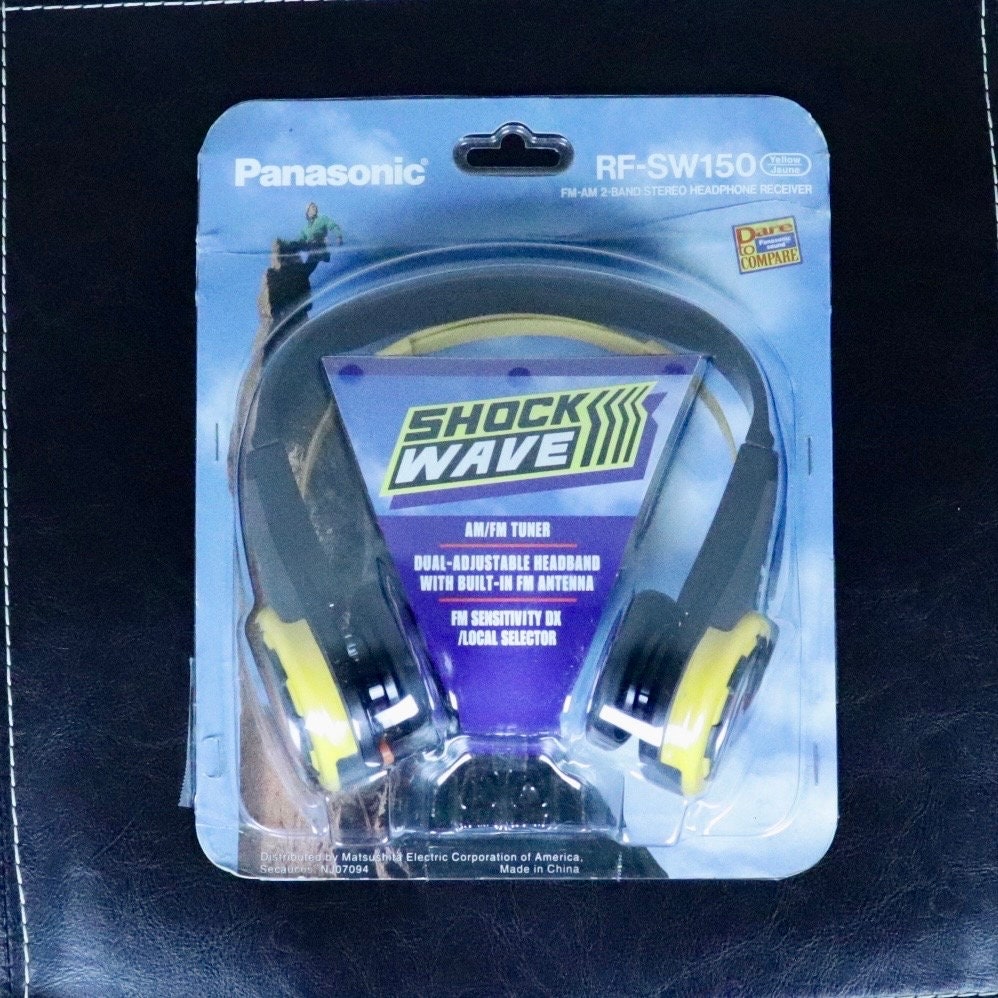 Panasonic®
RF-SW150 Yellow
Jaune
FM-AM 2-BAND STEREO HEADPHONE RECEIVER
Dare
to Panasonic
sound
COMPARE
SHOCK
WAVE
AM/FM TUNER
DUAL-ADJUSTABLE HEADBAND
WITH BUILT-IN FM ANTENNA
FM SENSITIVITY DX
/LOCAL SELECTOR
Distributed by Matsushita Electric Corporation of America,
Secaucus, NJ 07094 Made in China